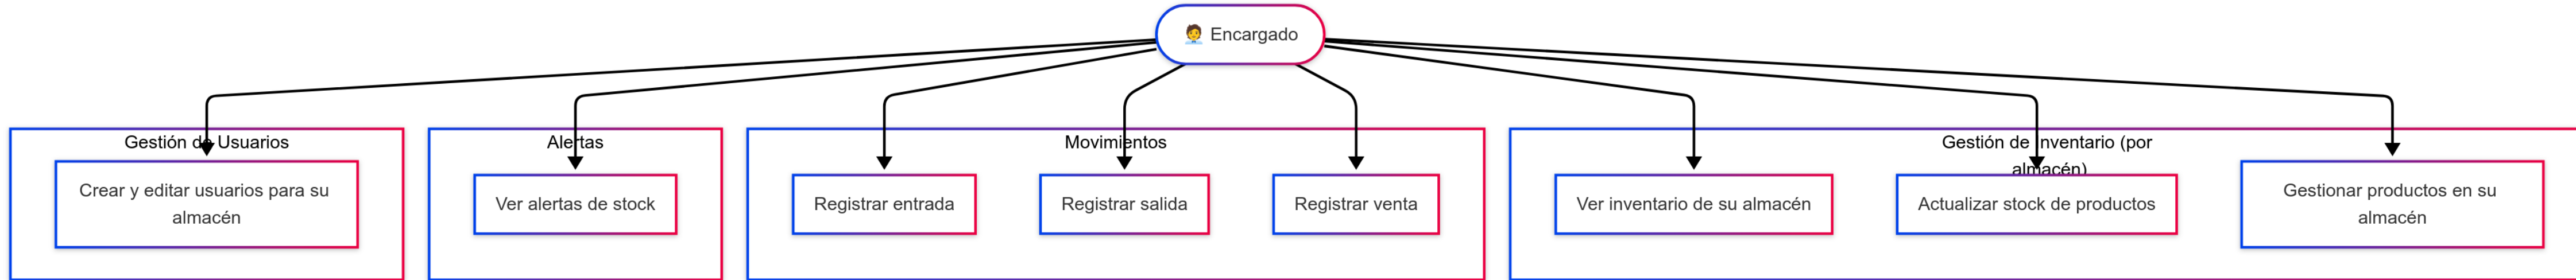 Encargado
Gestión de Usuarios
Crear y editar usuarios para su
almacén
Alertas
Ver alertas de stock
Movimientos
Registrar entrada
Registrar salida
Registrar venta
Gestión de Inventario (por
almacén)
Ver inventario de su almacén
Actualizar stock de productos
Gestionar productos en su
almacén